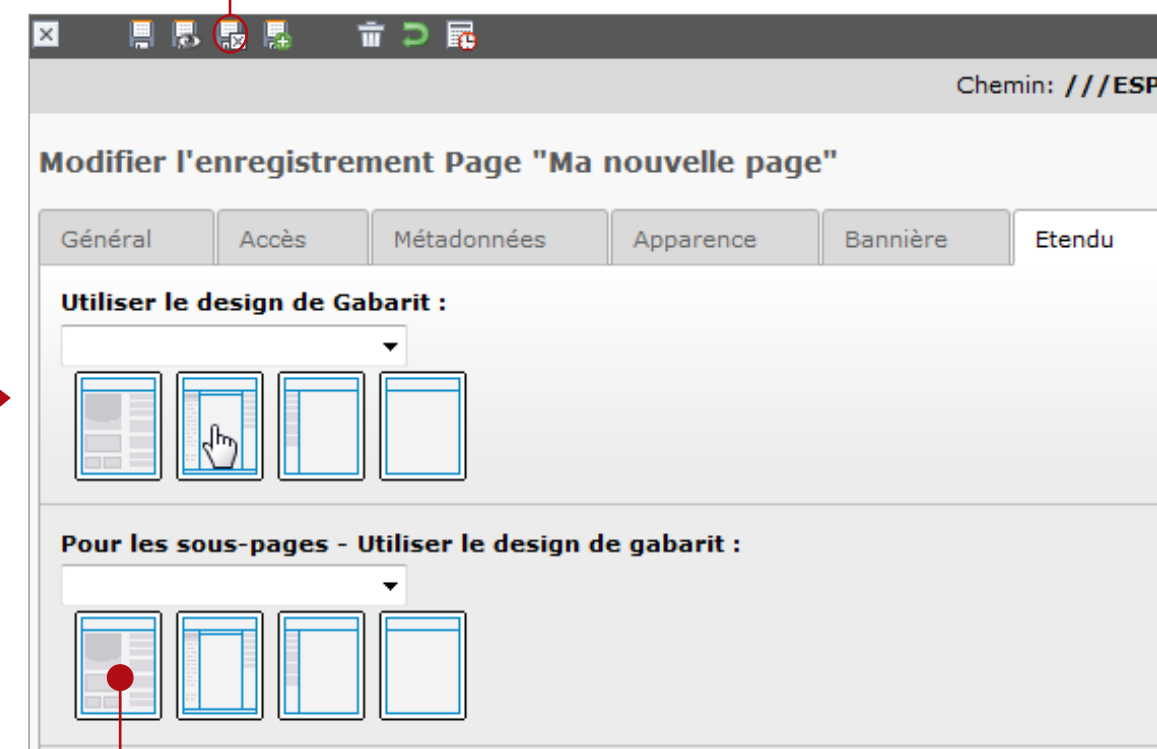 Chemin: ///ESP
Modifier l'enregistrement Page "Ma nouvelle page"
Général Accès Métadonnées Apparence Bannière Etendu
Utiliser le design de Gabarit :
Pour les sous-pages - Utiliser le design de gabarit :